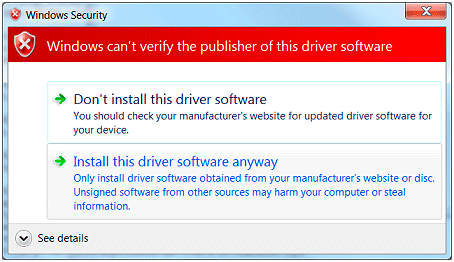 Windows Security
Windows can't verify the publisher of this driver software
Don't install this driver software
You should check your manufacturer's website for updated driver software for
your device.
Install this driver software anyway
Only install driver software obtained from your manufacturer's website or disc.
Unsigned software from other sources may harm your computer or steal
information.
See details